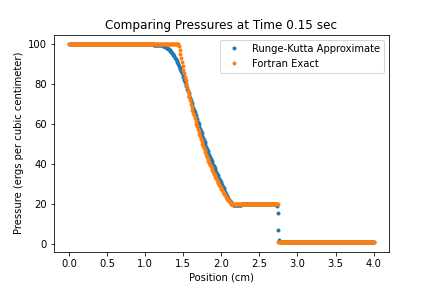 Comparing Pressures at Time 0.15 sec
Pressure (ergs per cubic centimeter)
100
80
60
40
20
0
Runge-Kutta Approximate
Fortran Exact
0.0 0.5 1.0 1.5 2.0 2.5 3.0 3.5 4.0
Position (cm)